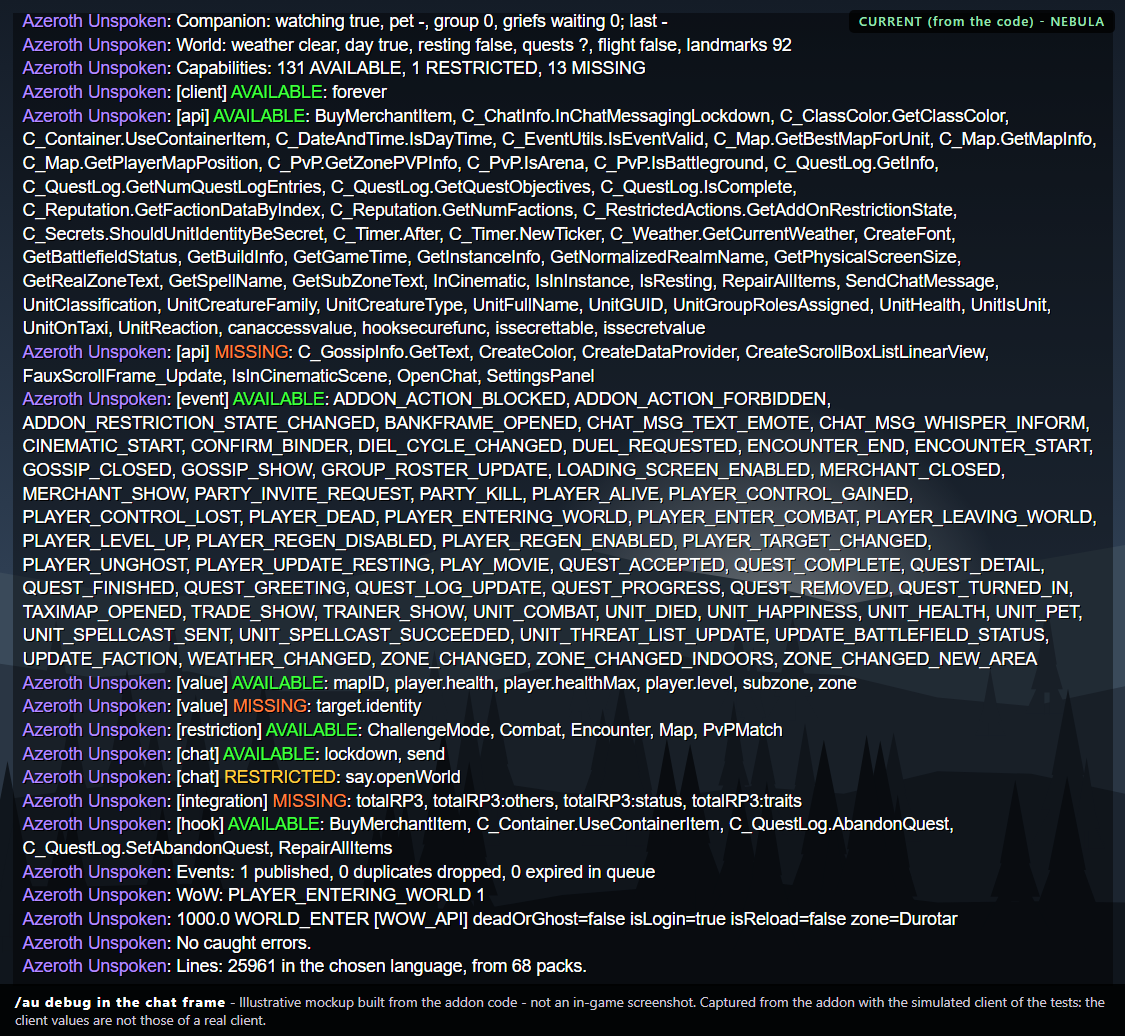 Azeroth Unspoken: Companion: watching true, pet -, group 0, griefs waiting 0; last -
CURRENT (from the code) - NEBULA
Azeroth Unspoken: World: weather clear, day true, resting false, quests ?, flight false, landmarks 92
Azeroth Unspoken: Capabilities: 131 AVAILABLE, 1 RESTRICTED, 13 MISSING
Azeroth Unspoken: [client] AVAILABLE: forever
Azeroth Unspoken: [api] AVAILABLE: BuyMerchantItem, C_ChatInfo.InChatMessagingLockdown, C_ClassColor.GetClassColor,
C_Container.UseContainerItem, C_DateAndTime.IsDayTime, C_EventUtils.IsEventValid, C_Map.GetBestMapForUnit, C_Map.GetMapInfo,
C_Map.GetPlayerMapPosition, C_PvP.GetZonePVPInfo, C_PvP.IsArena, C_PvP.IsBattleground, C_QuestLog.GetInfo,
C_QuestLog.GetNumQuestLogEntries, C_QuestLog.GetQuestObjectives, C_QuestLog.IsComplete,
C_Reputation.GetFactionDataByIndex, C_Reputation.GetNumFactions, C_RestrictedActions.GetAddOnRestrictionState,
C_Secrets.ShouldUnitIdentityBeSecret, C_Timer.After, C_Timer.NewTicker, C_Weather.GetCurrentWeather, CreateFont,
GetBattlefieldStatus, GetBuildInfo, GetGameTime, GetInstanceInfo, GetNormalizedRealmName, GetPhysicalScreenSize,
GetRealZoneText, GetSpellName, GetSubZoneText, InCinematic, IsInInstance, IsResting, RepairAllItems, SendChatMessage,
UnitClassification, UnitCreatureFamily, UnitCreatureType, UnitFullName, UnitGUID, UnitGroupRolesAssigned, UnitHealth, UnitIsUnit,
UnitOnTaxi, UnitReaction, canaccessvalue, hooksecurefunc, issecrettable, issecretvalue
Azeroth Unspoken: [api] MISSING: C_GossipInfo.GetText, CreateColor, CreateDataProvider, CreateScrollBoxListLinearView,
FauxScrollFrame_Update, IsInCinematicScene, OpenChat, SettingsPanel
Azeroth Unspoken: [event] AVAILABLE: ADDON_ACTION_BLOCKED, ADDON_ACTION_FORBIDDEN,
ADDON_RESTRICTION_STATE_CHANGED, BANKFRAME_OPENED, CHAT_MSG_TEXT_EMOTE, CHAT_MSG_WHISPER_INFORM,
CINEMATIC_START, CONFIRM_BINDER, DIEL_CYCLE_CHANGED, DUEL_REQUESTED, ENCOUNTER_END, ENCOUNTER_START,
GOSSIP_CLOSED, GOSSIP_SHOW, GROUP_ROSTER_UPDATE, LOADING_SCREEN_ENABLED, MERCHANT_CLOSED,
MERCHANT_SHOW, PARTY_INVITE_REQUEST, PARTY_KILL, PLAYER_ALIVE, PLAYER_CONTROL_GAINED,
PLAYER_CONTROL_LOST, PLAYER_DEAD, PLAYER_ENTERING_WORLD, PLAYER_ENTER_COMBAT, PLAYER_LEAVING_WORLD,
PLAYER_LEVEL_UP, PLAYER_REGEN_DISABLED, PLAYER_REGEN_ENABLED, PLAYER_TARGET_CHANGED,
PLAYER_UNGHOST, PLAYER_UPDATE_RESTING, PLAY_MOVIE, QUEST_ACCEPTED, QUEST_COMPLETE, QUEST_DETAIL,
QUEST_FINISHED, QUEST_GREETING, QUEST_LOG_UPDATE, QUEST_PROGRESS, QUEST_REMOVED, QUEST_TURNED_IN,
TAXIMAP_OPENED, TRADE_SHOW, TRAINER_SHOW, UNIT_COMBAT, UNIT_DIED, UNIT_HAPPINESS, UNIT_HEALTH, UNIT_PET,
UNIT_SPELLCAST_SENT, UNIT_SPELLCAST_SUCCEEDED, UNIT_THREAT_LIST_UPDATE, UPDATE_BATTLEFIELD_STATUS,
UPDATE_FACTION, WEATHER_CHANGED, ZONE_CHANGED, ZONE_CHANGED_INDOORS, ZONE_CHANGED_NEW_AREA
Azeroth Unspoken: [value] AVAILABLE: mapID, player.health, player.healthMax, player.level, subzone, zone
Azeroth Unspoken: [value] MISSING: target.identity
Azeroth Unspoken: [restriction] AVAILABLE: ChallengeMode, Combat, Encounter, Map, PvPMatch
Azeroth Unspoken: [chat] AVAILABLE: lockdown, send
Azeroth Unspoken: [chat] RESTRICTED: say.openWorld
Azeroth Unspoken: [integration] MISSING: totalRP3, totalRP3:others, totalRP3:status, totalRP3:traits
Azeroth Unspoken: [hook] AVAILABLE: BuyMerchantItem, C_Container.UseContainerItem, C_QuestLog.AbandonQuest,
C_QuestLog.SetAbandonQuest, RepairAllItems
Azeroth Unspoken: Events: 1 published, 0 duplicates dropped, 0 expired in queue
Azeroth Unspoken: WoW: PLAYER_ENTERING_WORLD 1
Azeroth Unspoken: 1000.0 WORLD_ENTER [WOW_API] deadOrGhost=false isLogin=true isReload=false zone=Durotar
Azeroth Unspoken: No caught errors.
Azeroth Unspoken: Lines: 25961 in the chosen language, from 68 packs.
/au debug in the chat frame - Illustrative mockup built from the addon code - not an in-game screenshot. Captured from the addon with the simulated client of the tests: the
client values are not those of a real client.